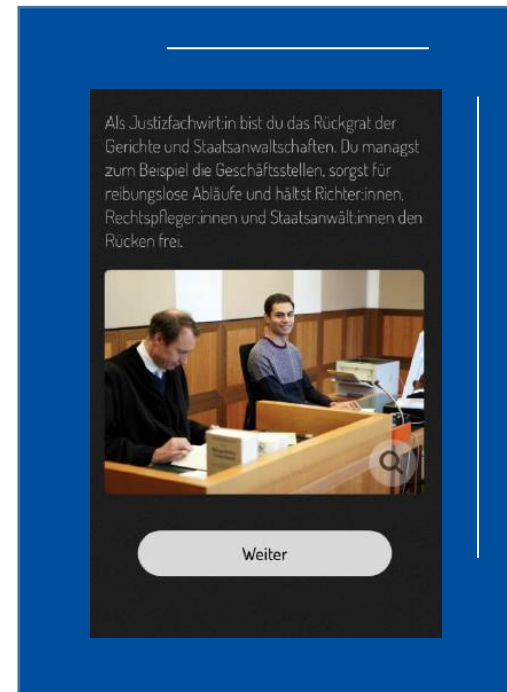 Als Justizfachwirt:in bist du das Rückgrat der
Gerichte und Staatsanwaltschaften. Du managst
zum Beispiel die Geschäftsstellen, sorgst für
reibungslose Abläufe und hältst Richter:innen,
Rechtspfleger:innen und Staatsanwält:innen den
Rücken frei.
Weiter